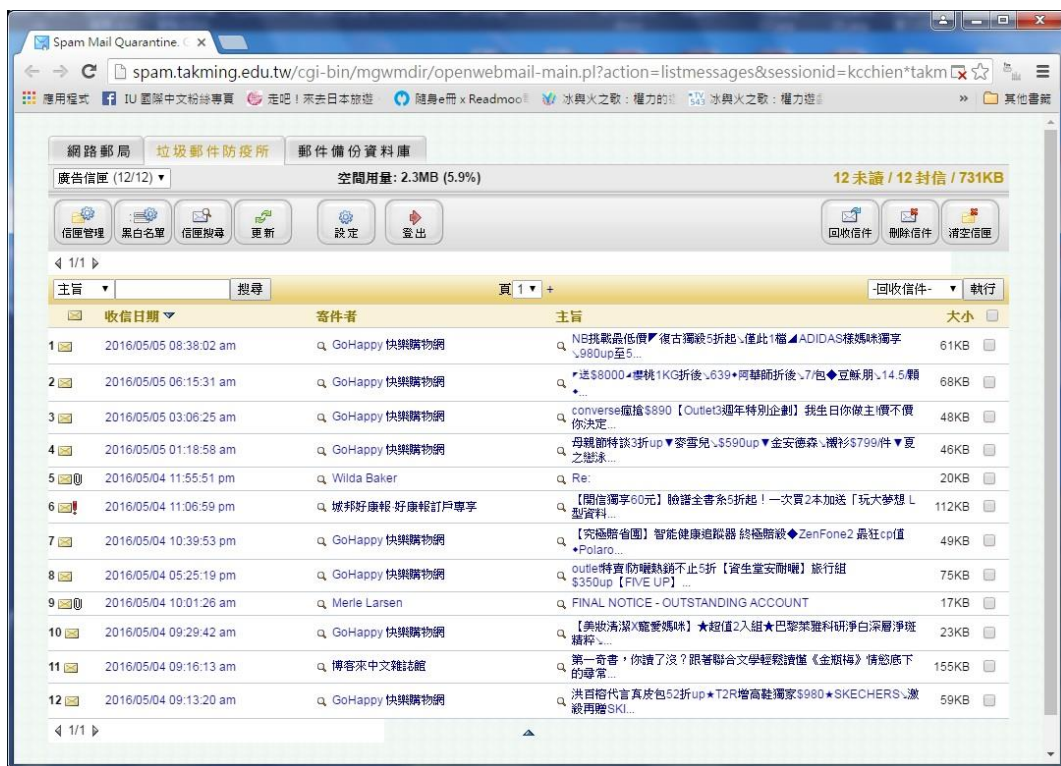 Spam Mail Quarantine.
spam.takming.edu.tw/cgi-bin/mgwmdir/openwebmail-main.pl?action=listmessages&sessionid=kcchien*takm
應用程式 IU 國際中文粉絲專頁 走吧！來去日本旅遊 隨身e冊 x Readmoo 冰與火之歌：權力的 冰與火之歌：權力遊 » 其他書籤
網路郵局 垃圾郵件防疫所 郵件備份資料庫
廣告信匣 (12/12) 空間用量: 2.3MB (5.9%) 12 未讀 / 12 封信 / 731KB
信匣管理 黑白名單 信匣搜尋 更新 設定 登出 回收信件 刪除信件 清空信匣
1/1
主旨 搜尋 頁 1 + -回收信件- 執行
收信日期 寄件者 主旨 大小
1 2016/05/05 08:38:02 am GoHappy 快樂購物網 NB挑戰最低價◤復古獨殺5折起↘僅此1檔◢ADIDAS樣媽咪獨享 61KB
↘980up至5...
2 2016/05/05 06:15:31 am GoHappy 快樂購物網 送$8000 櫻桃1KG折後↘639◆阿華師折後↘7/包◆豆穌朋↘14.5/顆 68KB
◆...
3 2016/05/05 03:06:25 am GoHappy 快樂購物網 converse瘋搶$890【Outlet3週年特別企劃】我生日你做主!價不價 48KB
你決定...
4 2016/05/05 01:18:58 am GoHappy 快樂購物網 母親節特談3折up▼麥雪兒↘$590up▼金安德森↘襯衫$799/件▼夏 46KB
之戀泳...
5 2016/05/04 11:55:51 pm Wilda Baker Re: 20KB
6 2016/05/04 11:06:59 pm 城邦好康報-好康報訂戶專享 【開信獨享60元】臉譜全書系5折起！一次買2本加送「玩大夢想 L 112KB
型資料...
7 2016/05/04 10:39:53 pm GoHappy 快樂購物網 【究極賠省團】智能健康追蹤器 終極賠殺◆ZenFone2 最狂cp值 49KB
◆Polaro...
8 2016/05/04 05:25:19 pm GoHappy 快樂購物網 outlet特賣!防曬熱銷不止5折【資生堂安耐曬】旅行組 75KB
$350up【FIVE UP】...
9 2016/05/04 10:01:26 am Merle Larsen FINAL NOTICE - OUTSTANDING ACCOUNT 17KB
10 2016/05/04 09:29:42 am GoHappy 快樂購物網 【美妝清潔X寵愛媽咪】★超值2入組★巴黎萊雅科研淨白深層淨斑 23KB
精粹↘...
11 2016/05/04 09:16:13 am 博客來中文雜誌館 第一奇書，你讀了沒？跟著聯合文學輕鬆讀懂《金瓶梅》情慾底下 155KB
的尋常...
12 2016/05/04 09:13:20 am GoHappy 快樂購物網 洪百榕代言真皮包52折up★T2R增高鞋獨家$980★SKECHERS↘激 59KB
殺再贈SKI...
1/1